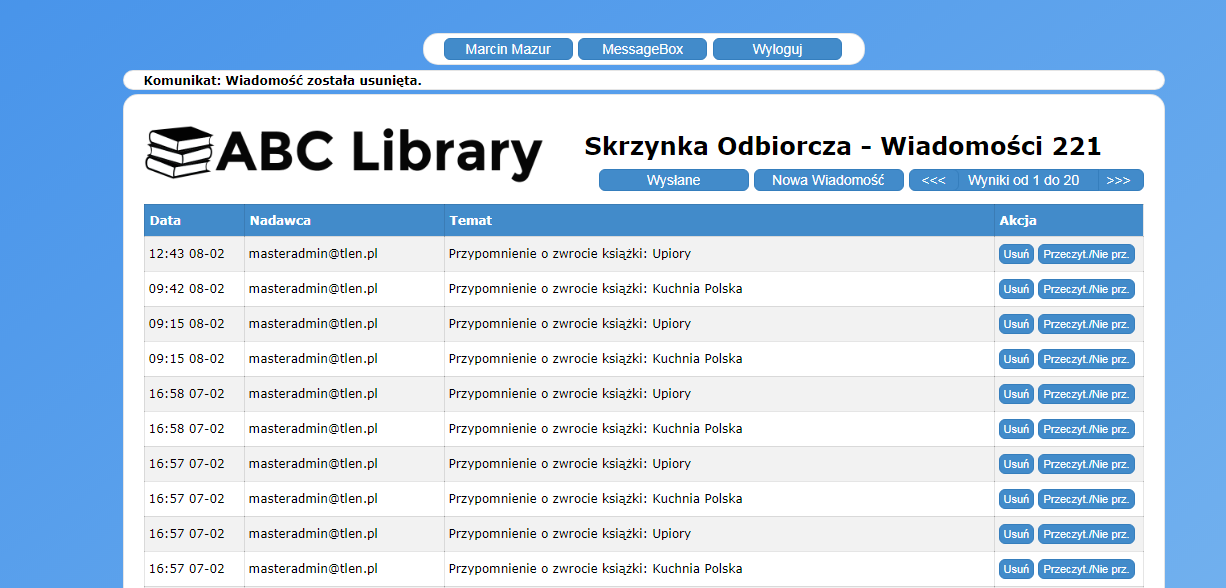 Marcin Mazur MessageBox Wyloguj
Komunikat: Wiadomość została usunięta.
ABC Library
Skrzynka Odbiorcza - Wiadomości 221
Wysłane Nowa Wiadomość <<< Wyniki od 1 do 20 >>>
Data Nadawca Temat Akcja
12:43 08-02 masteradmin@tlen.pl Przypomnienie o zwrocie książki: Upiory Usuń Przeczyt./Nie prz.
09:42 08-02 masteradmin@tlen.pl Przypomnienie o zwrocie książki: Kuchnia Polska Usuń Przeczyt./Nie prz.
09:15 08-02 masteradmin@tlen.pl Przypomnienie o zwrocie książki: Upiory Usuń Przeczyt./Nie prz.
09:15 08-02 masteradmin@tlen.pl Przypomnienie o zwrocie książki: Kuchnia Polska Usuń Przeczyt./Nie prz.
16:58 07-02 masteradmin@tlen.pl Przypomnienie o zwrocie książki: Upiory Usuń Przeczyt./Nie prz.
16:58 07-02 masteradmin@tlen.pl Przypomnienie o zwrocie książki: Kuchnia Polska Usuń Przeczyt./Nie prz.
16:57 07-02 masteradmin@tlen.pl Przypomnienie o zwrocie książki: Upiory Usuń Przeczyt./Nie prz.
16:57 07-02 masteradmin@tlen.pl Przypomnienie o zwrocie książki: Kuchnia Polska Usuń Przeczyt./Nie prz.
16:57 07-02 masteradmin@tlen.pl Przypomnienie o zwrocie książki: Upiory Usuń Przeczyt./Nie prz.
16:57 07-02 masteradmin@tlen.pl Przypomnienie o zwrocie książki: Kuchnia Polska Usuń Przeczyt./Nie prz.